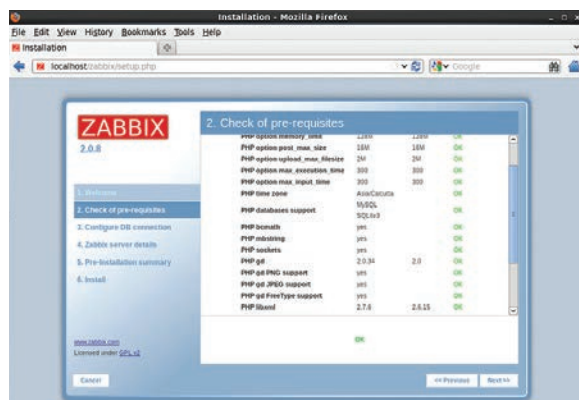 Installation - Mozilla Firefox
File Edit View History Bookmarks Tools Help
Installation
localhost/zabbix/setup.php
Google
ZABBIX
2.0.8
2. Check of pre-requisites
PHP option memory_limit 128M 128M OK
PHP option post_max_size 16M 16M OK
PHP option upload_max_filesize 2M 2M OK
PHP option max_execution_time 300 300 OK
PHP option max_input_time 300 300 OK
PHP time zone Asia/Calcutta OK
PHP databases support MySQL OK
SQLite3
PHP bcmath yes OK
PHP mbstring yes OK
PHP sockets yes OK
PHP gd 2.0.34 2.0 OK
PHP gd PNG support yes OK
PHP gd JPEG support yes OK
PHP gd FreeType support yes OK
PHP libxml 2.7.6 2.6.15 OK
OK
1. Welcome
2. Check of pre-requisites
3. Configure DB connection
4. Zabbix server details
5. Pre-Installation summary
6. Install
www.zabbix.com
Licensed under GPL v2
Cancel
<< Previous Next >>